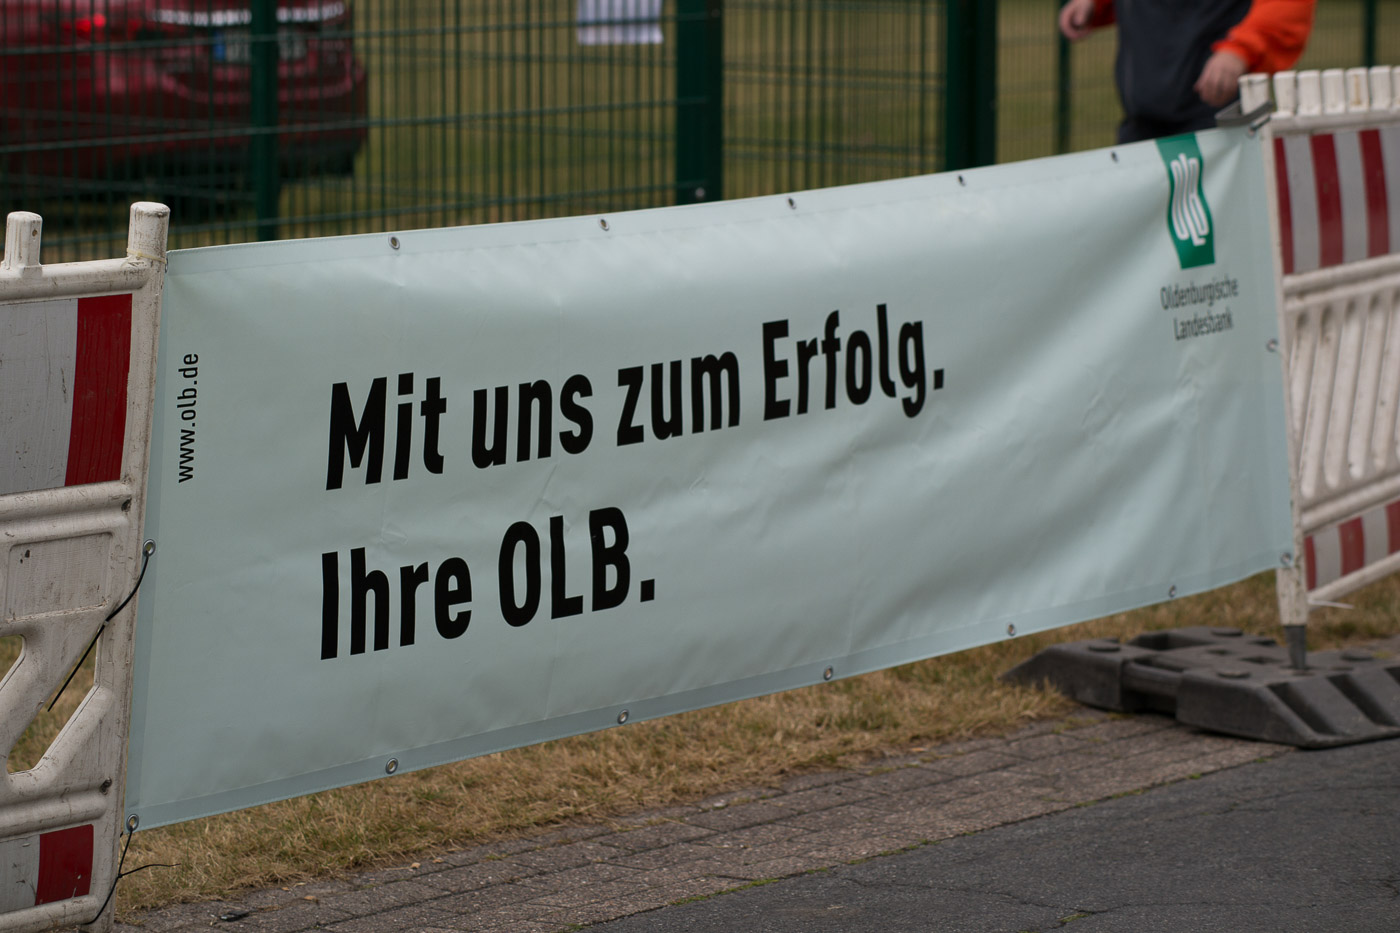 www.olb.de
Mit uns zum Erfolg.
Ihre OLB.
OLB
Oldenburgische
Landesbank